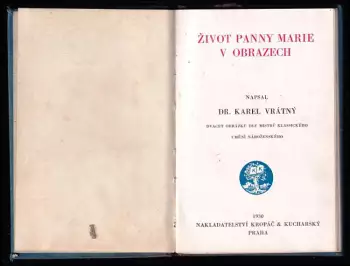 ŽIVOT PANNY MARIE
V OBRAZECH
NAPSAL
DR. KAREL VRÁTNÝ
DVACET OBRÁZKŮ DLE MISTRŮ KLASICKÉHO
UMĚNÍ NÁBOŽENSKÉHO
1930
NAKLADATELSTVÍ KROPÁČ & KUCHARSKÝ
PRAHA